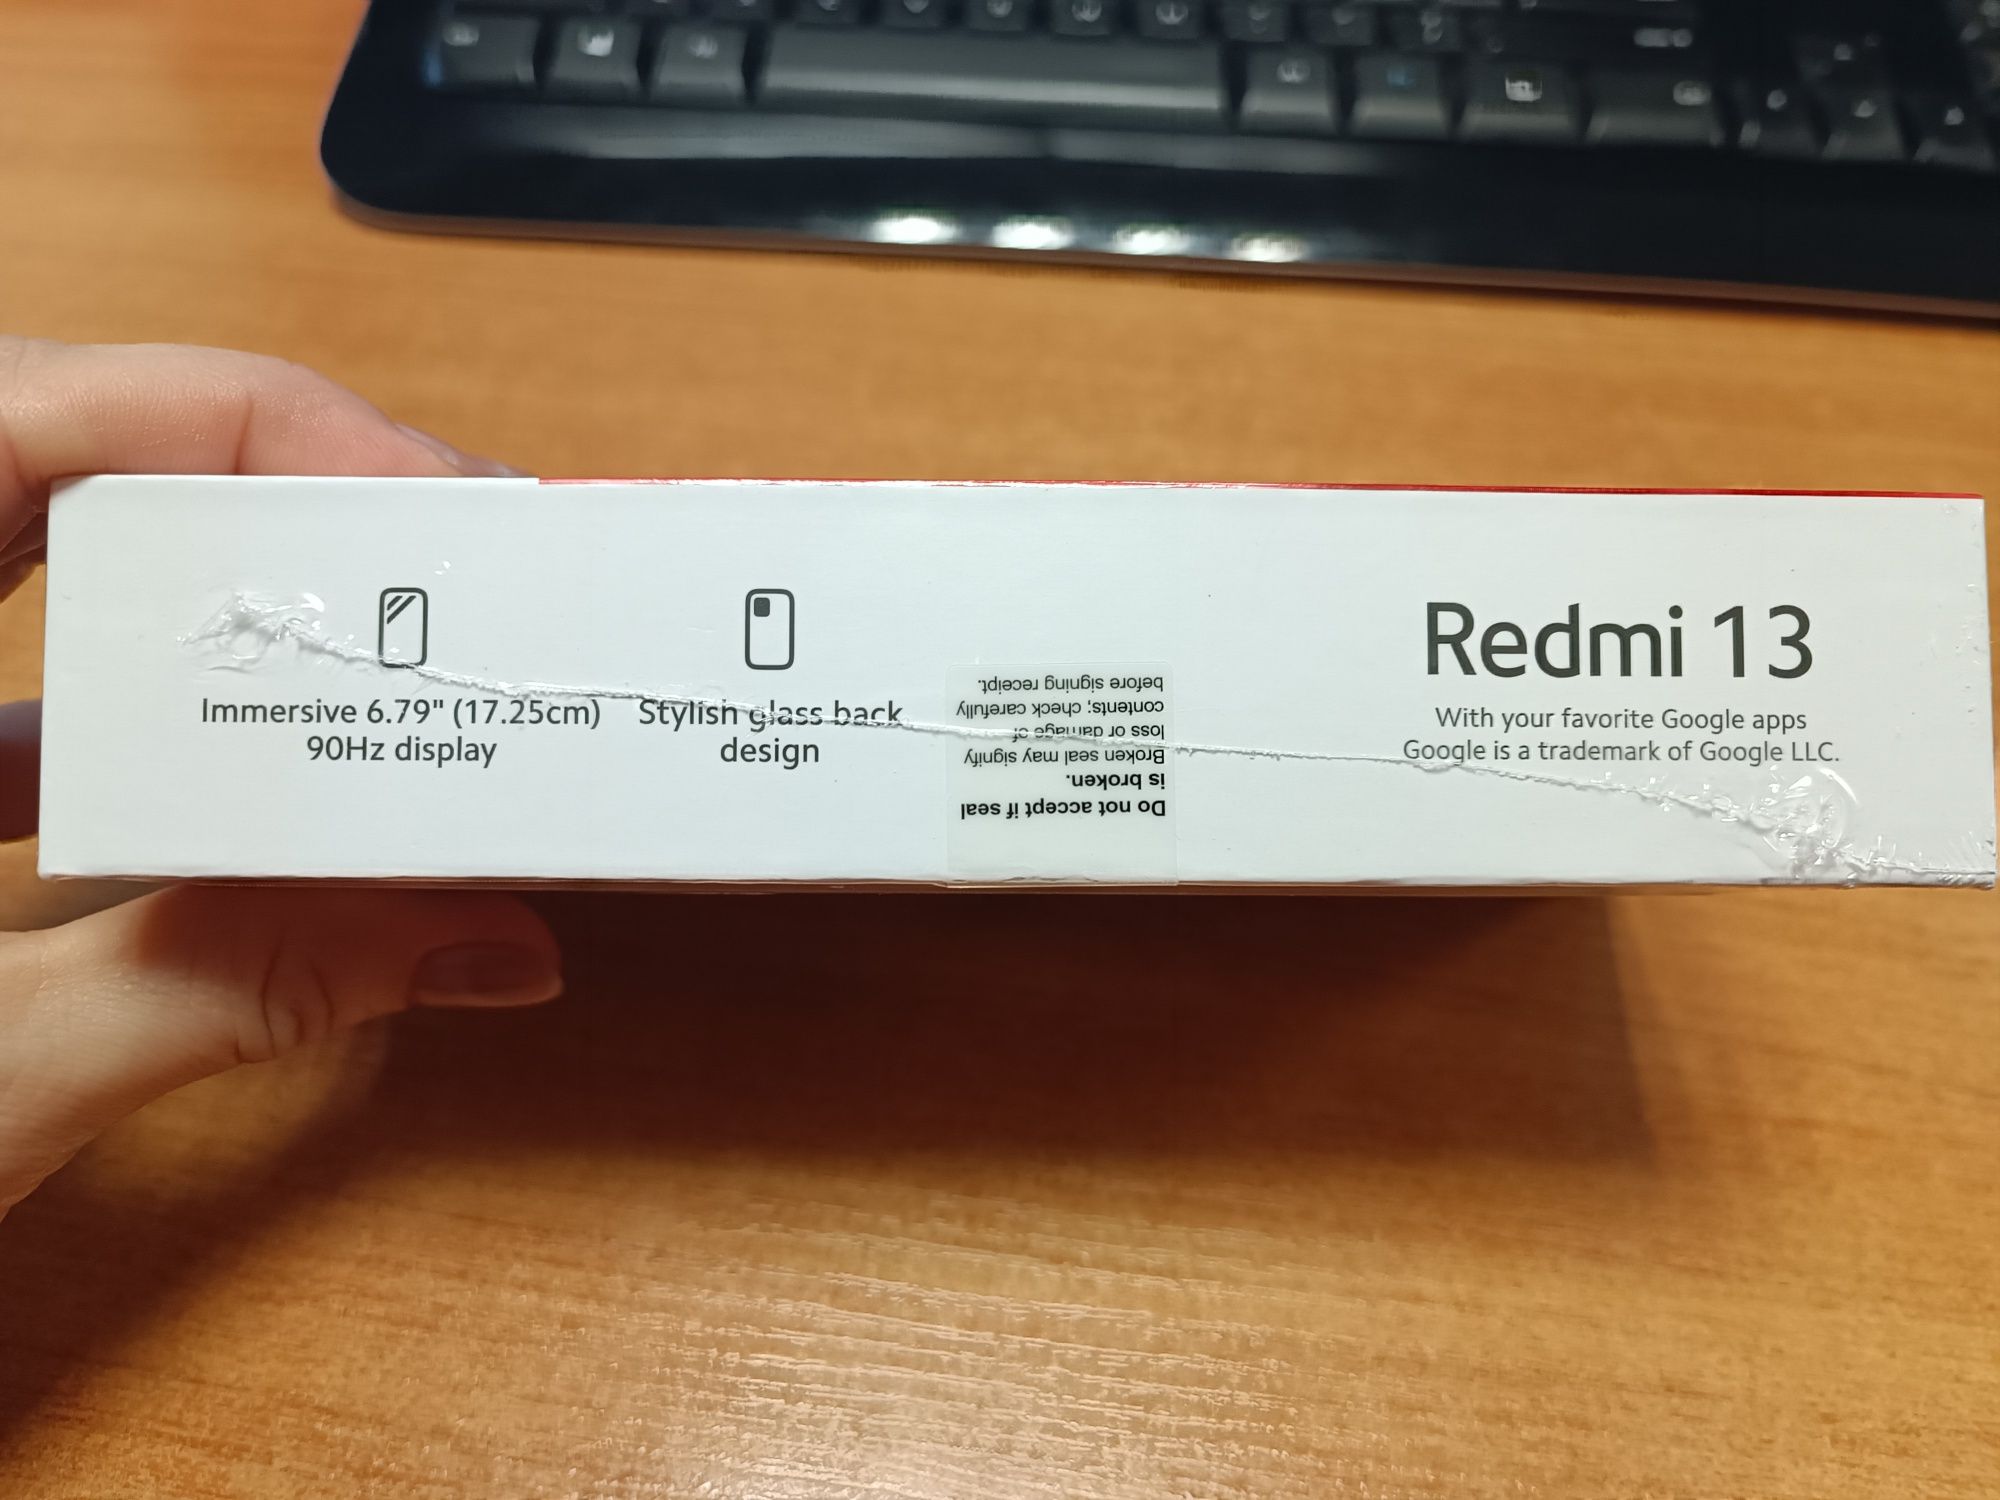 Immersive 6.79" (17.25cm)
90Hz display
Stylish glass back
design
Do not accept if seal
is broken.
Broken seal may signify
loss or damage of
contents; check carefully
before signing receipt.
Redmi 13
With your favorite Google apps
Google is a trademark of Google LLC.